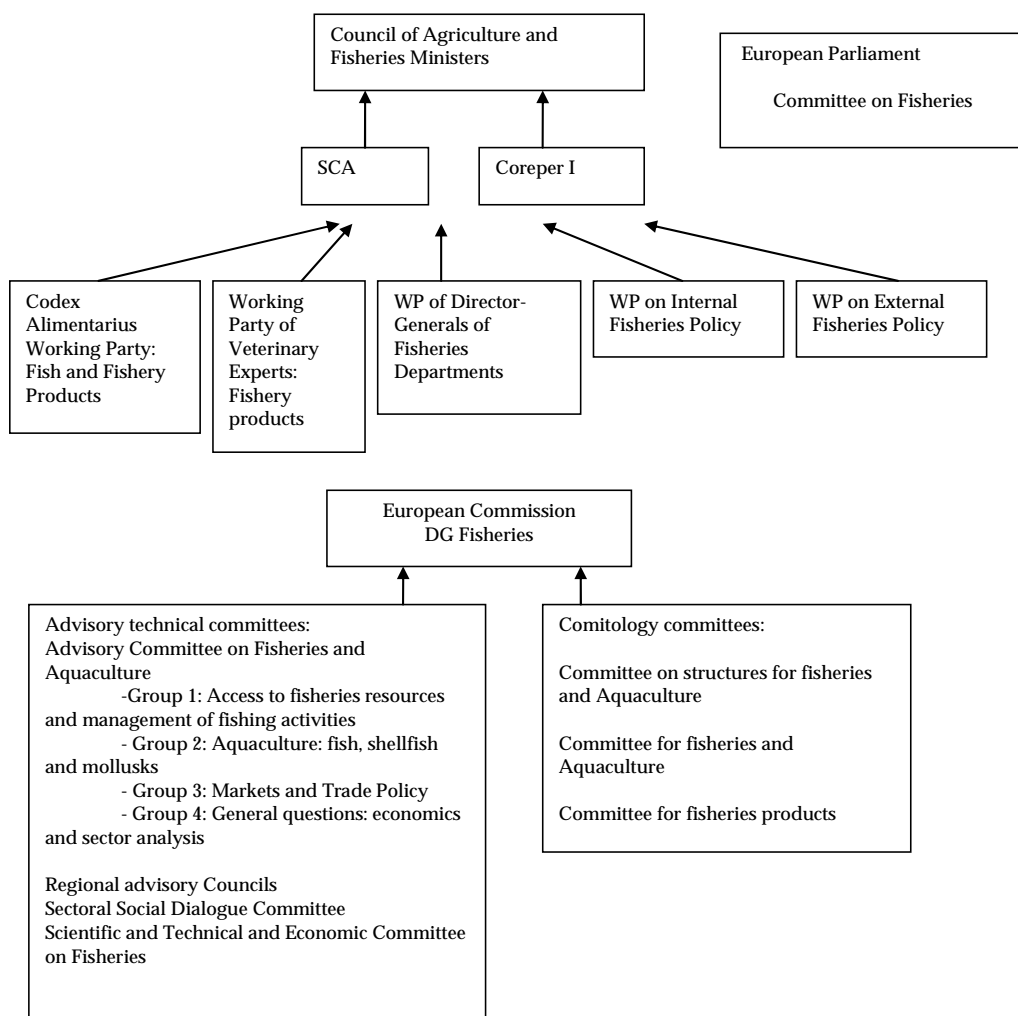 Council of Agriculture and
Fisheries Ministers
European Parliament
Committee on Fisheries
SCA
Coreper I
Codex
Alimentarius
Working Party:
Fish and Fishery
Products
Working
Party of
Veterinary
Experts:
Fishery
products
WP of Director-
Generals of
Fisheries
Departments
WP on Internal
Fisheries Policy
WP on External
Fisheries Policy
European Commission
DG Fisheries
Advisory technical committees:
Advisory Committee on Fisheries and
Aquaculture
-Group 1: Access to fisheries resources
and management of fishing activities
- Group 2: Aquaculture: fish, shellfish
and mollusks
- Group 3: Markets and Trade Policy
- Group 4: General questions: economics
and sector analysis
Regional advisory Councils
Sectoral Social Dialogue Committee
Scientific and Technical and Economic Committee
on Fisheries
Comitology committees:
Committee on structures for fisheries
and Aquaculture
Committee for fisheries and
Aquaculture
Committee for fisheries products